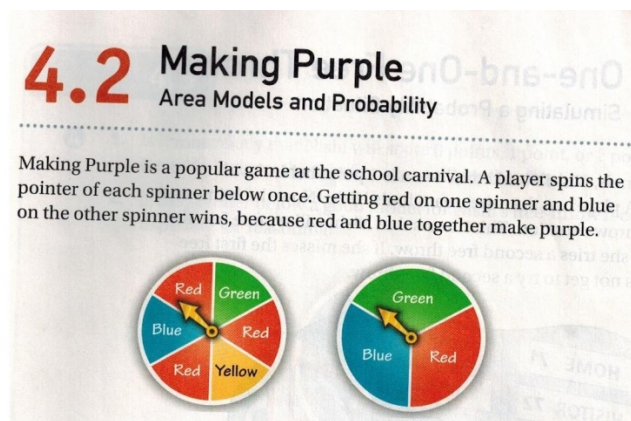 4.2 Making Purple
Area Models and Probability
Making Purple is a popular game at the school carnival. A player spins the
pointer of each spinner below once. Getting red on one spinner and blue
on the other spinner wins, because red and blue together make purple.
Red Green
Blue Red
Red Yellow
Green
Blue Red